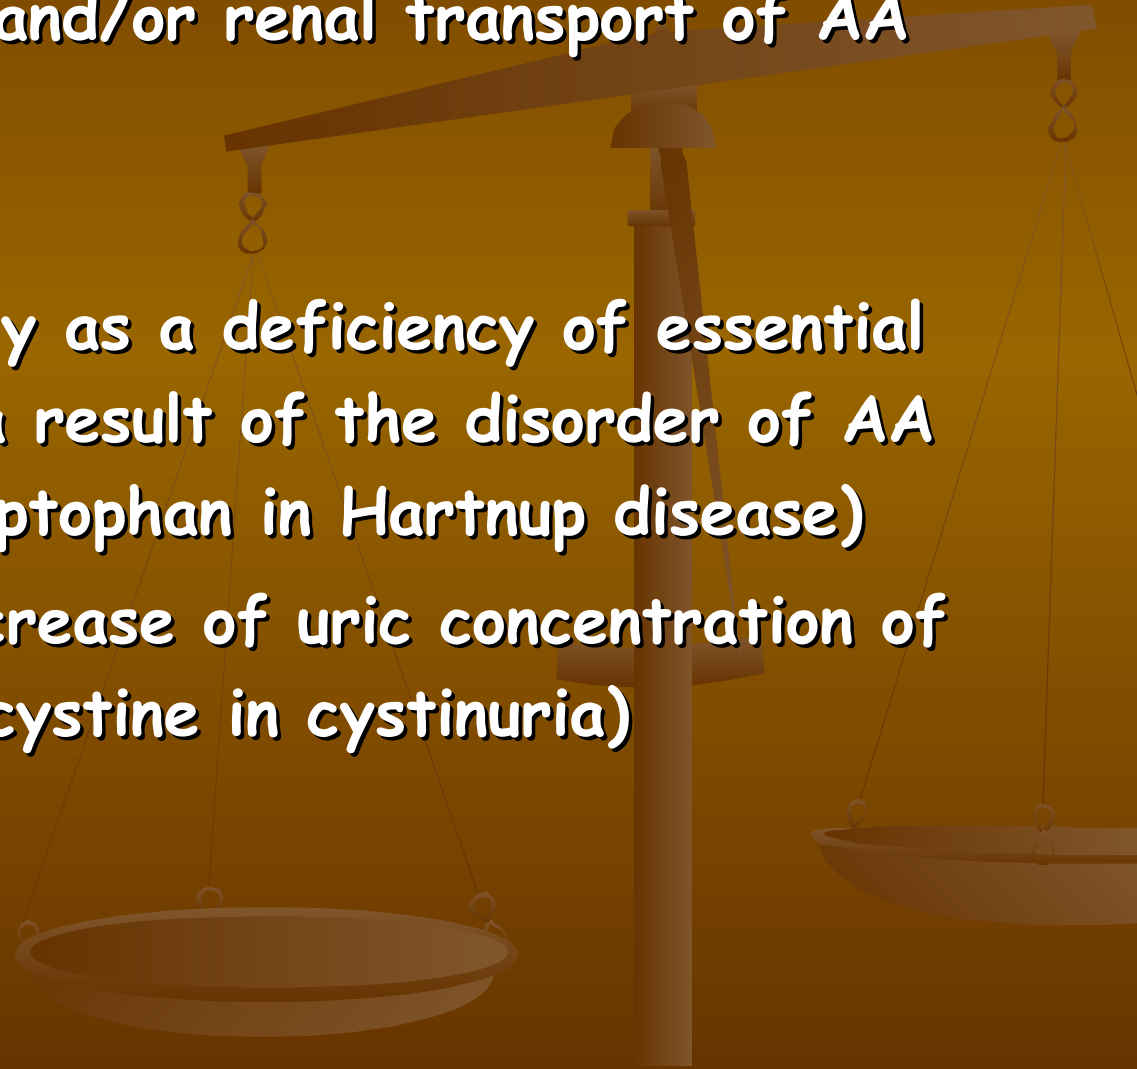 and/or renal transport of AA
y as a deficiency of essential
result of the disorder of AA
ptophan in Hartnup disease)
crease of uric concentration of
cystine in cystinuria)